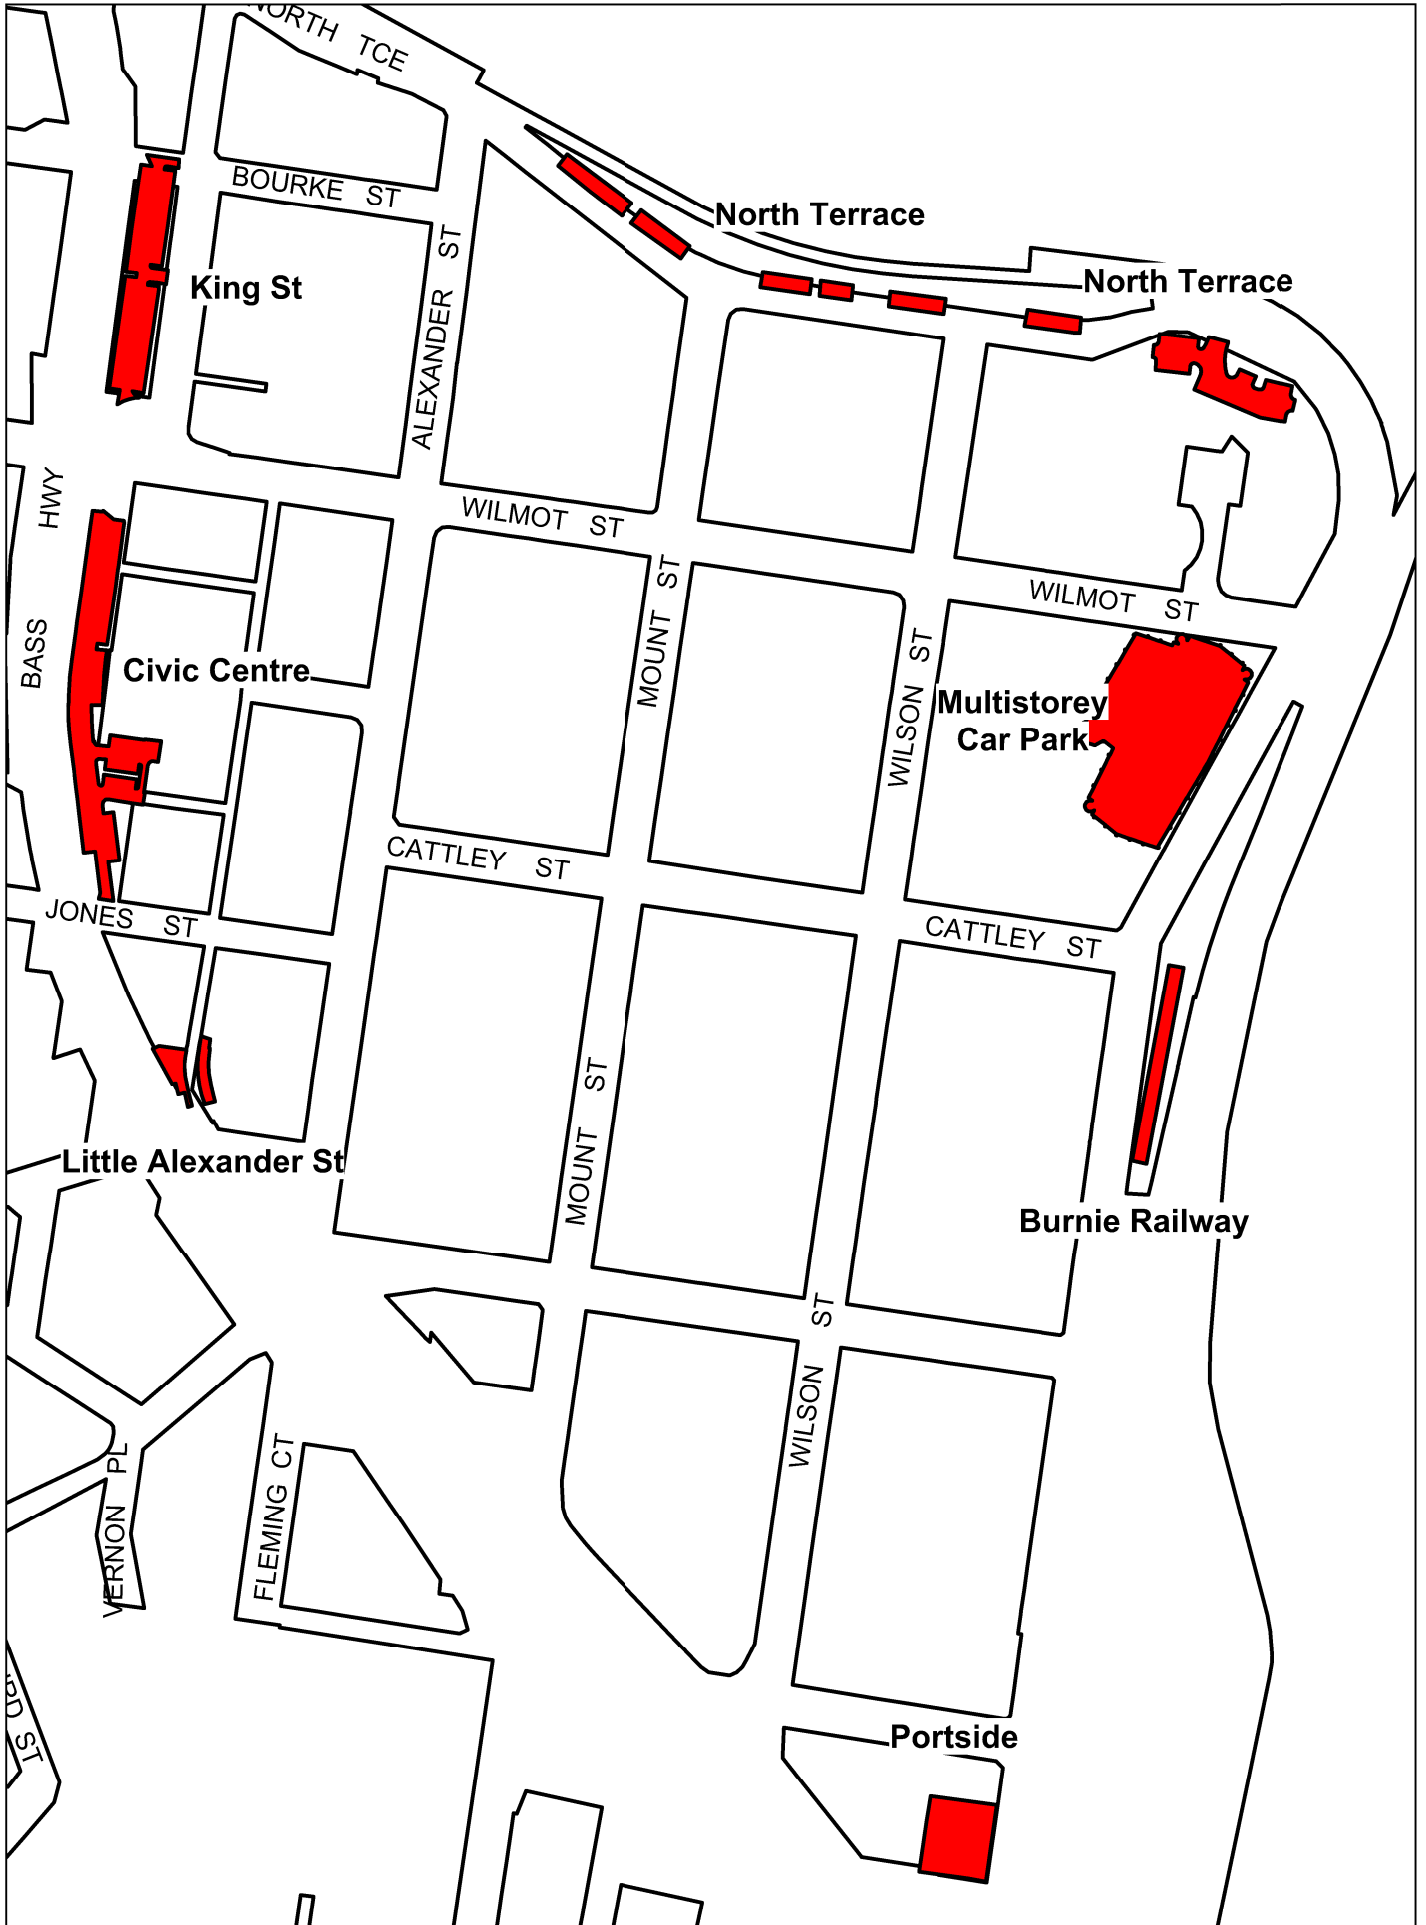 NORTH TCE
BOURKE ST
North Terrace
ALEXANDER ST
North Terrace
King St
HWY
WILMOT ST
MOUNT ST
WILMOT ST
BASS
Civic Centre
WILSON ST
Multistorey
Car Park
CATTLEY ST
JONES ST
CATTLEY ST
MOUNT ST
Little Alexander St
Burnie Railway
WILSON ST
VERNON PL
FLEMING CT
ST
Portside